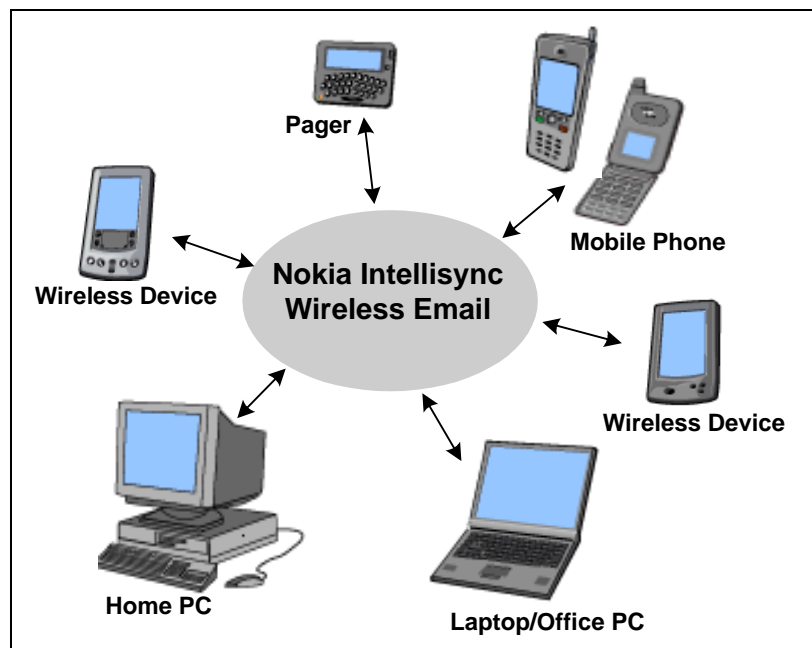 Pager
Mobile Phone
Wireless Device
Nokia Intellisync
Wireless Email
Wireless Device
Home PC
Laptop/Office PC